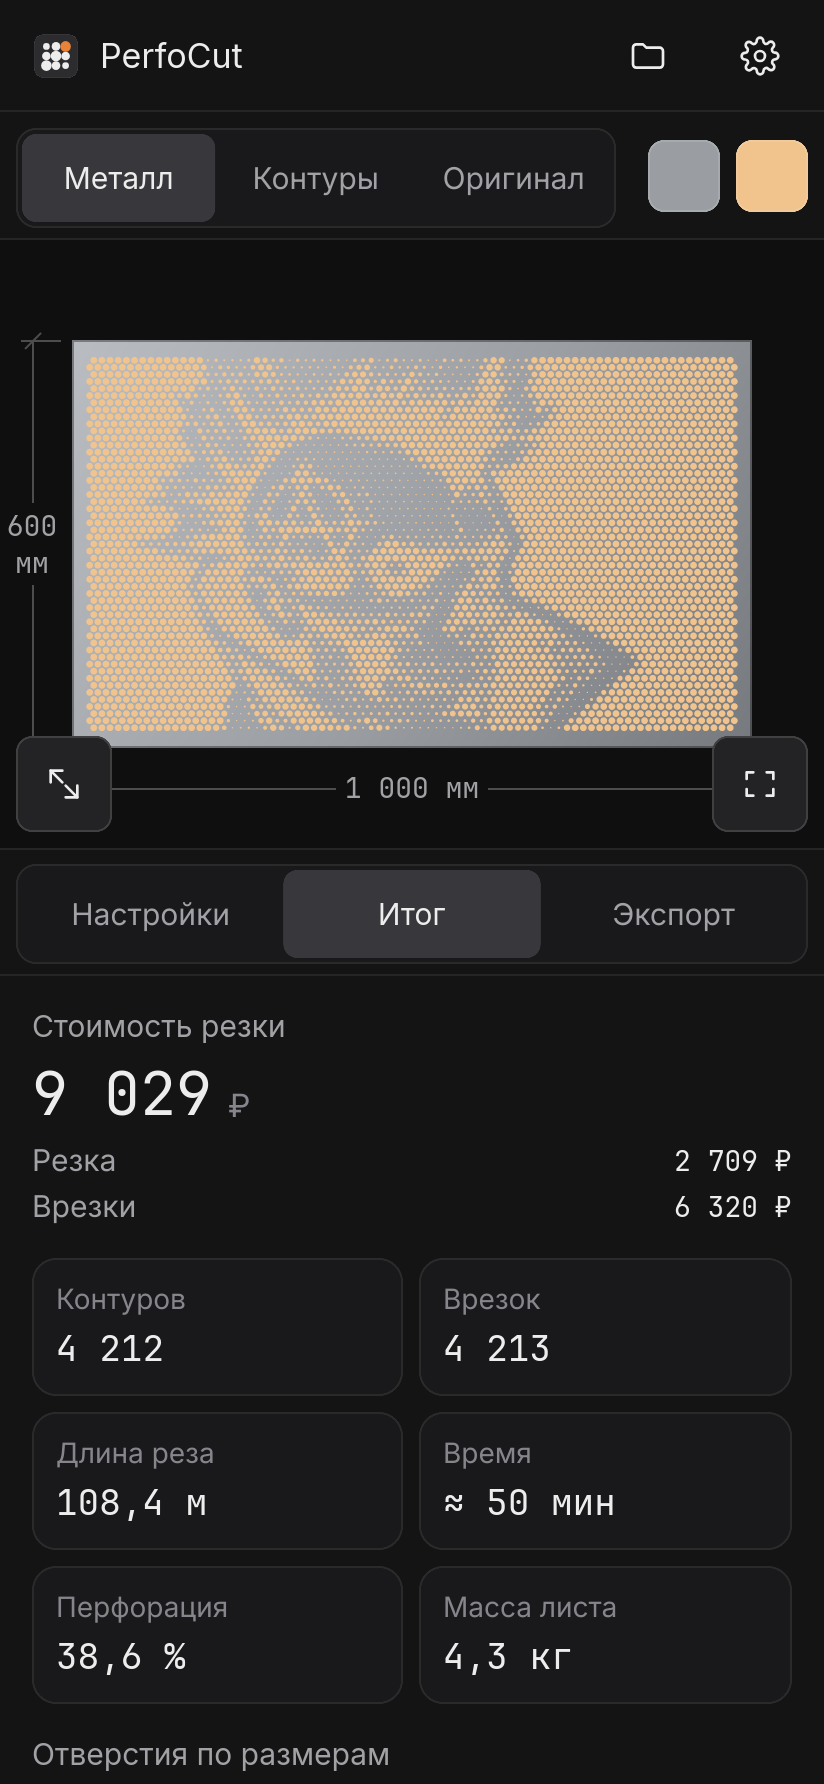 PerfoCut
Металл
Контуры
Оригинал
600
мм
1 000 мм
Настройки
Итог
Экспорт
Стоимость резки
9 029 ₽
Резка
2 709 ₽
Врезки
6 320 ₽
Контуров
Врезок
4 212
4 213
Длина реза
Время
108,4 м
≈ 50 мин
Перфорация
Масса листа
38,6 %
4,3 кг
Отверстия по размерам